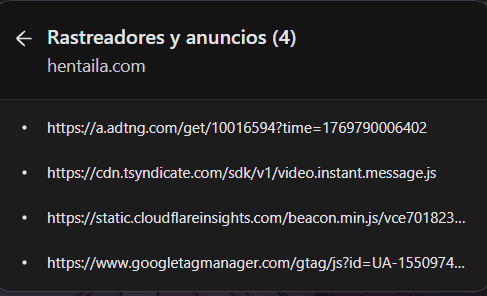 Rastreadores y anuncios (4)
hentaila.com
https://a.adtng.com/get/10016594?time=1769790006402
https://cdn.tsyndicate.com/sdk/v1/video.instant.message.js
https://static.cloudflareinsights.com/beacon.min.js/vce701823...
https://www.googletagmanager.com/gtag/js?id=UA-1550974...